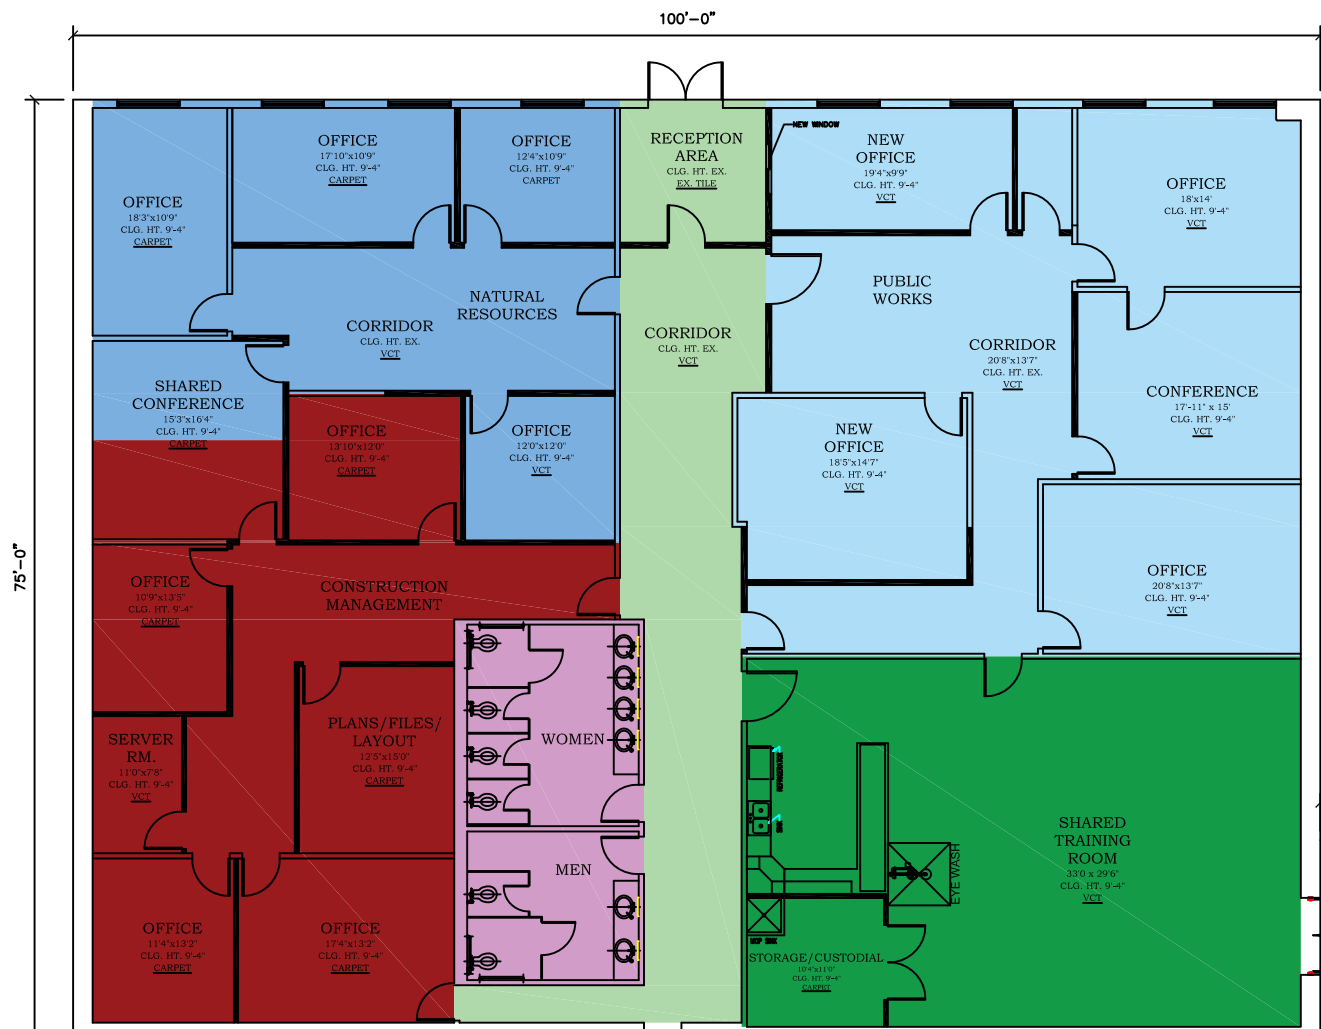 100'-0"
75'-0"
OFFICE
18'3"x10'9"
CLG. HT. 9'-4"
CARPET
OFFICE
17'10"x10'9"
CLG. HT. 9'-4"
CARPET
OFFICE
12'4"x10'9"
CLG. HT. 9'-4"
CARPET
RECEPTION
AREA
CLG. HT. EX.
EX. TILE
NEW WINDOW
NEW
OFFICE
19'4"x9'9"
CLG. HT. 9'-4"
VCT
OFFICE
18'x14'
CLG. HT. 9'-4"
VCT
NATURAL
RESOURCES
CORRIDOR
CLG. HT. EX.
VCT
CORRIDOR
CLG. HT. EX.
VCT
PUBLIC
WORKS
CORRIDOR
20'8"x13'7"
CLG. HT. EX.
VCT
SHARED
CONFERENCE
15'3"x16'4"
CLG. HT. 9'-4"
CARPET
OFFICE
13'10"x12'0"
CLG. HT. 9'-4"
CARPET
OFFICE
12'0"x12'0"
CLG. HT. 9'-4"
VCT
NEW
OFFICE
18'5"x14'7"
CLG. HT. 9'-4"
VCT
CONFERENCE
17'-11" x 15'
CLG. HT. 9'-4"
VCT
OFFICE
10'9"x13'5"
CLG. HT. 9'-4"
CARPET
CONSTRUCTION
MANAGEMENT
OFFICE
20'8"x13'7"
CLG. HT. 9'-4"
VCT
SERVER
RM.
11'0"x7'8"
CLG. HT. 9'-4"
VCT
PLANS/FILES/
LAYOUT
12'5"x15'0"
CLG. HT. 9'-4"
CARPET
WOMEN
MEN
REFRIGERATOR
SINK
EYE WASH
SHARED
TRAINING
ROOM
33'0 x 29'6"
CLG. HT. 9'-4"
VCT
OFFICE
11'4"x13'2"
CLG. HT. 9'-4"
CARPET
OFFICE
17'4"x13'2"
CLG. HT. 9'-4"
CARPET
MOP SINK
STORAGE/CUSTODIAL
10'4"x11'0"
CLG. HT. 9'-4"
CARPET